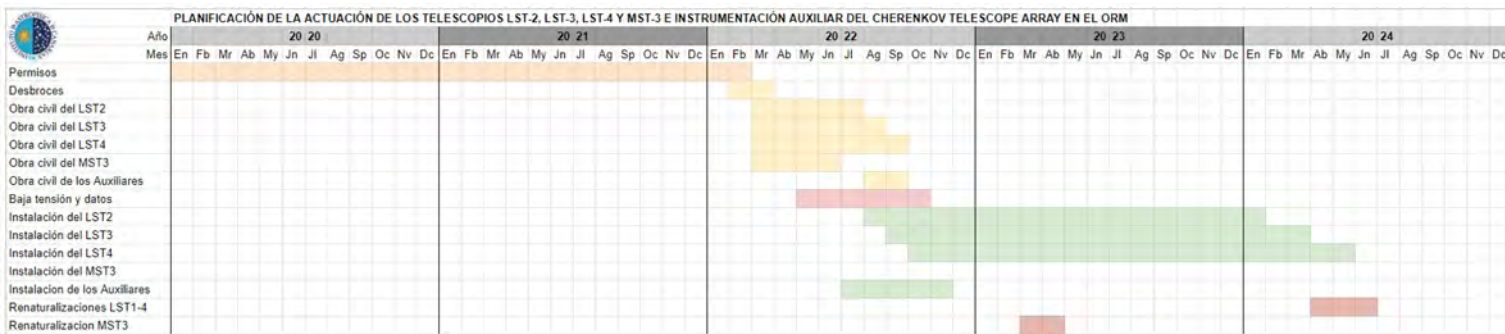 PLANIFICACIÓN DE LA ACTUACIÓN DE LOS TELESCOPIOS LST-2, LST-3, LST-4 Y MST-3 E INSTRUMENTACIÓN AUXILIAR DEL CHERENKOV TELESCOPE ARRAY EN EL ORM
Año 20 20 20 21 20 22 20 23 20 24
Mes En Fb Mr Ab My Jn Jl Ag Sp Oc Nv Dc En Fb Mr Ab My Jn Jl Ag Sp Oc Nv Dc En Fb Mr Ab My Jn Jl Ag Sp Oc Nv Dc En Fb Mr Ab My Jn Jl Ag Sp Oc Nv Dc En Fb Mr Ab My Jn Jl Ag Sp Oc Nv Dc
Permisos
Desbroces
Obra civil del LST2
Obra civil del LST3
Obra civil del LST4
Obra civil del MST3
Obra civil de los Auxiliares
Baja tensión y datos
Instalación del LST2
Instalación del LST3
Instalación del LST4
Instalación del MST3
Instalacion de los Auxiliares
Renaturalizaciones LST1-4
Renaturalizacion MST3